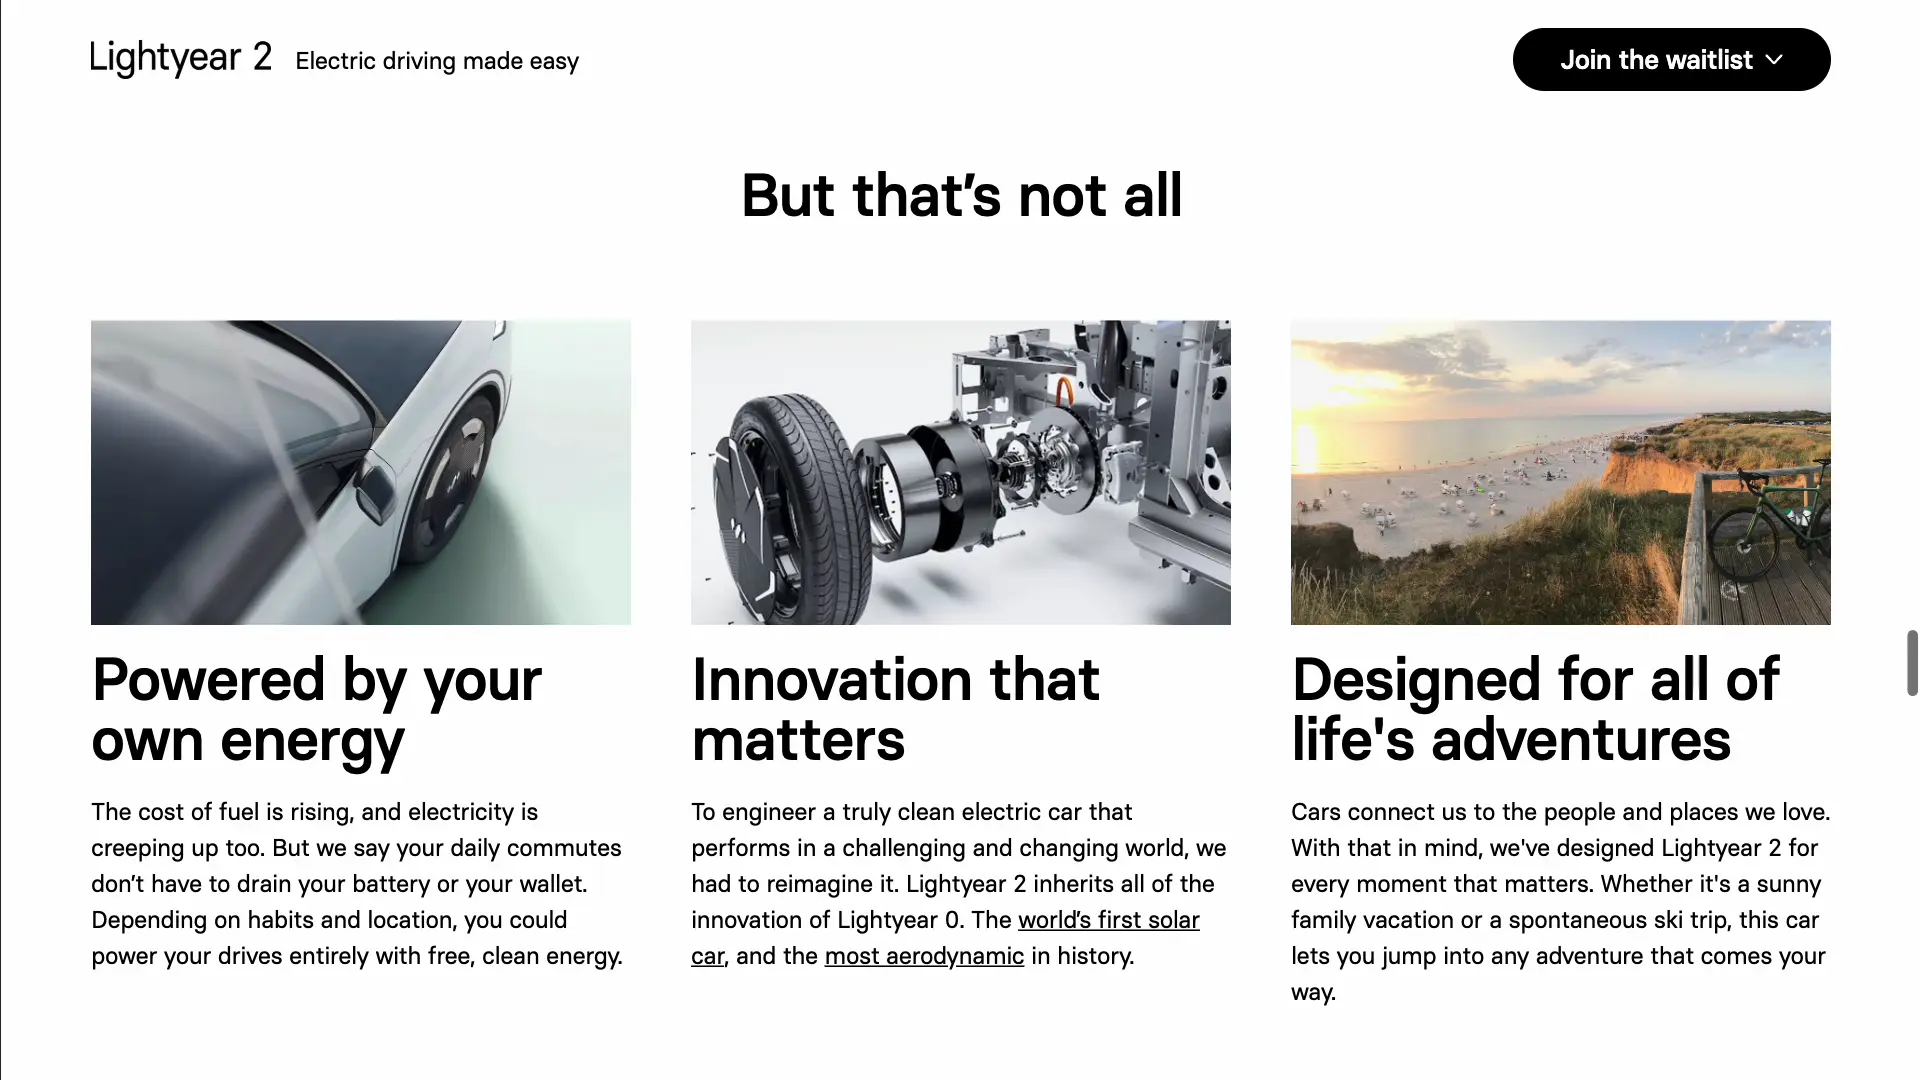 Lightyear 2 Electric driving made easy
Join the waitlist
But that’s not all
Powered by your
own energy
The cost of fuel is rising, and electricity is
creeping up too. But we say your daily commutes
don’t have to drain your battery or your wallet.
Depending on habits and location, you could
power your drives entirely with free, clean energy.
Innovation that
matters
To engineer a truly clean electric car that
performs in a challenging and changing world, we
had to reimagine it. Lightyear 2 inherits all of the
innovation of Lightyear 0. The world’s first solar
car, and the most aerodynamic in history.
Designed for all of
life's adventures
Cars connect us to the people and places we love.
With that in mind, we've designed Lightyear 2 for
every moment that matters. Whether it's a sunny
family vacation or a spontaneous ski trip, this car
lets you jump into any adventure that comes your
way.